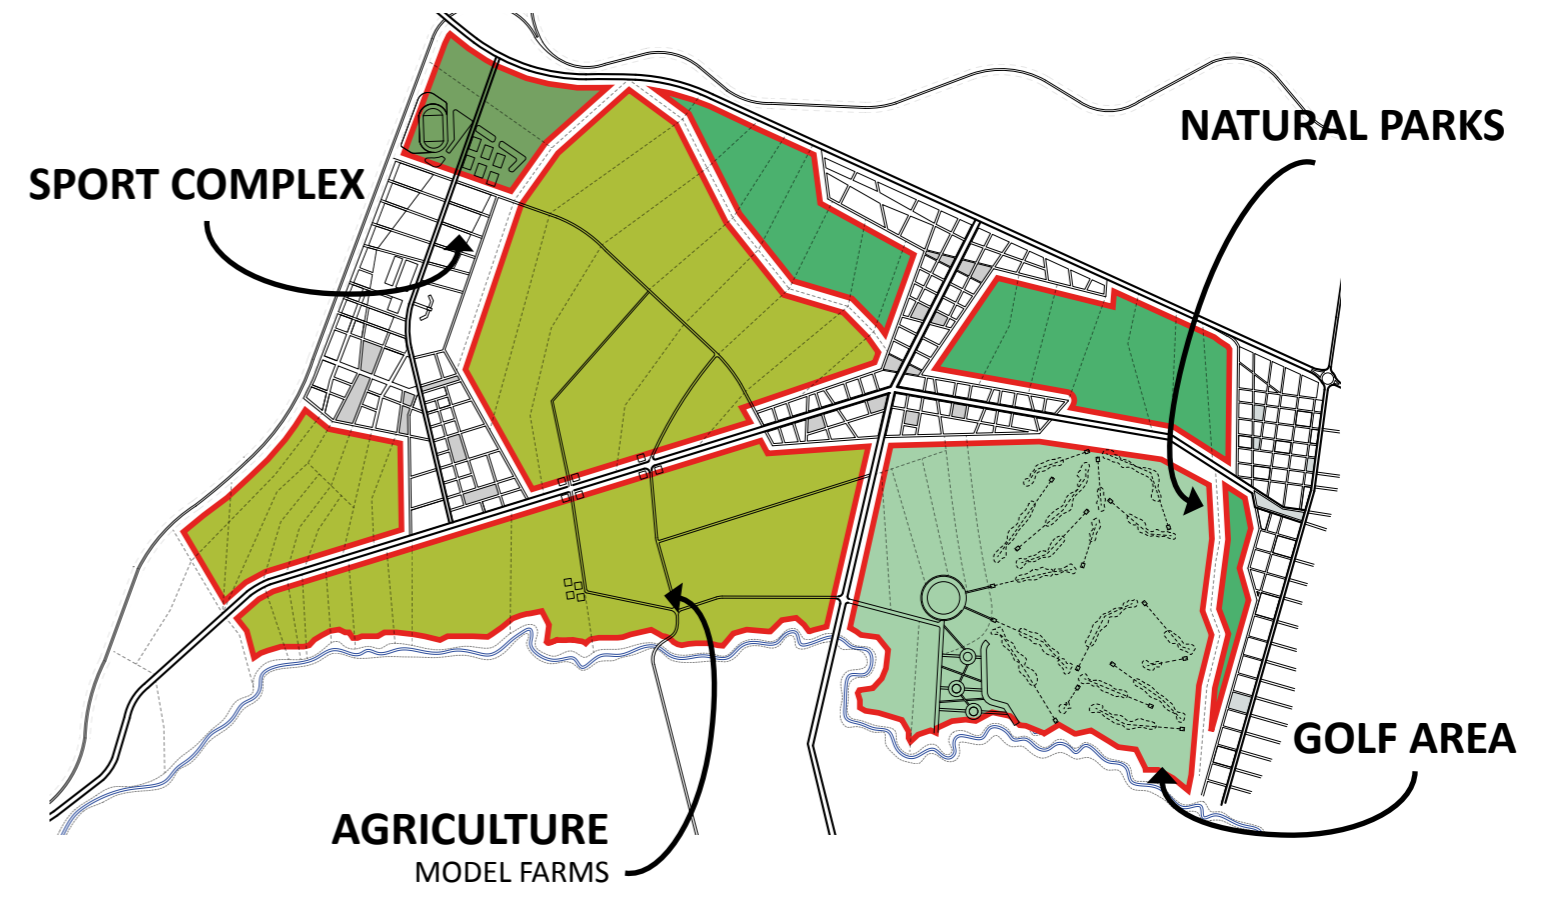 NATURAL PARKS
SPORT COMPLEX
GOLF AREA
AGRICULTURE
MODEL FARMS